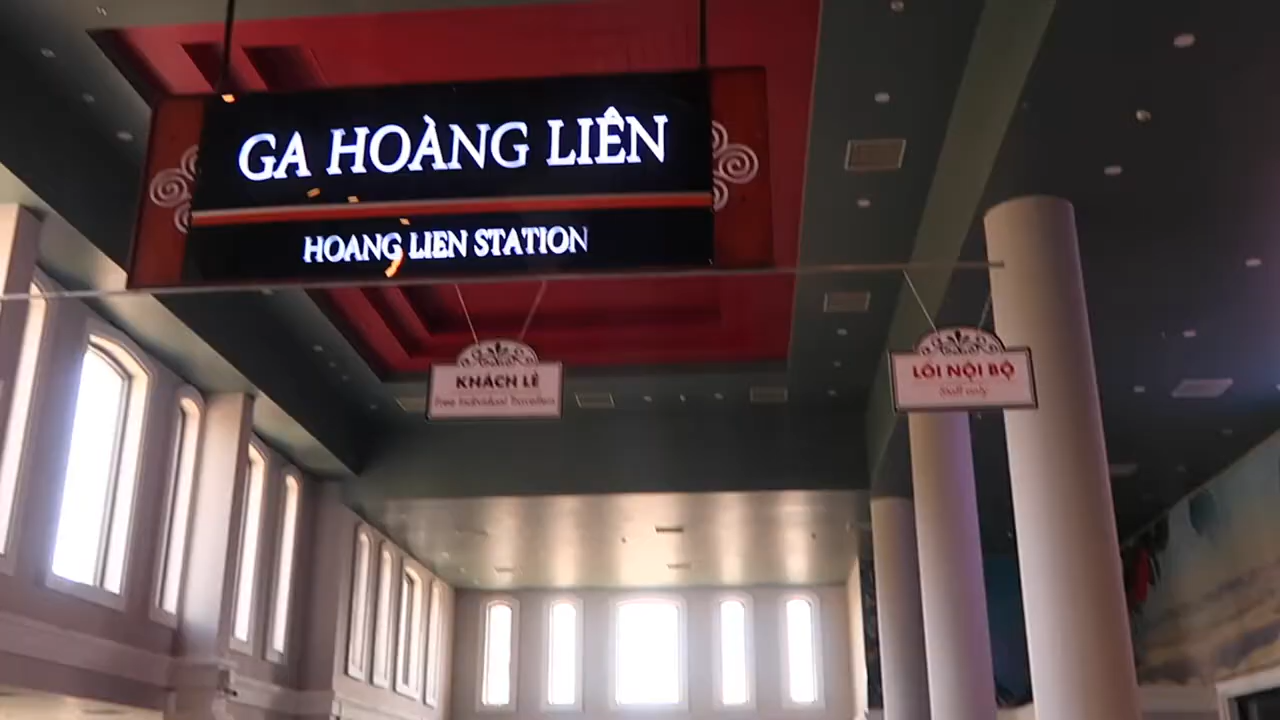 GA HOÀNG LIÊN
HOANG LIEN STATION
KHÁCH LẺ
Free Individual Travellers
LỐI NỘI BỘ
Staff only